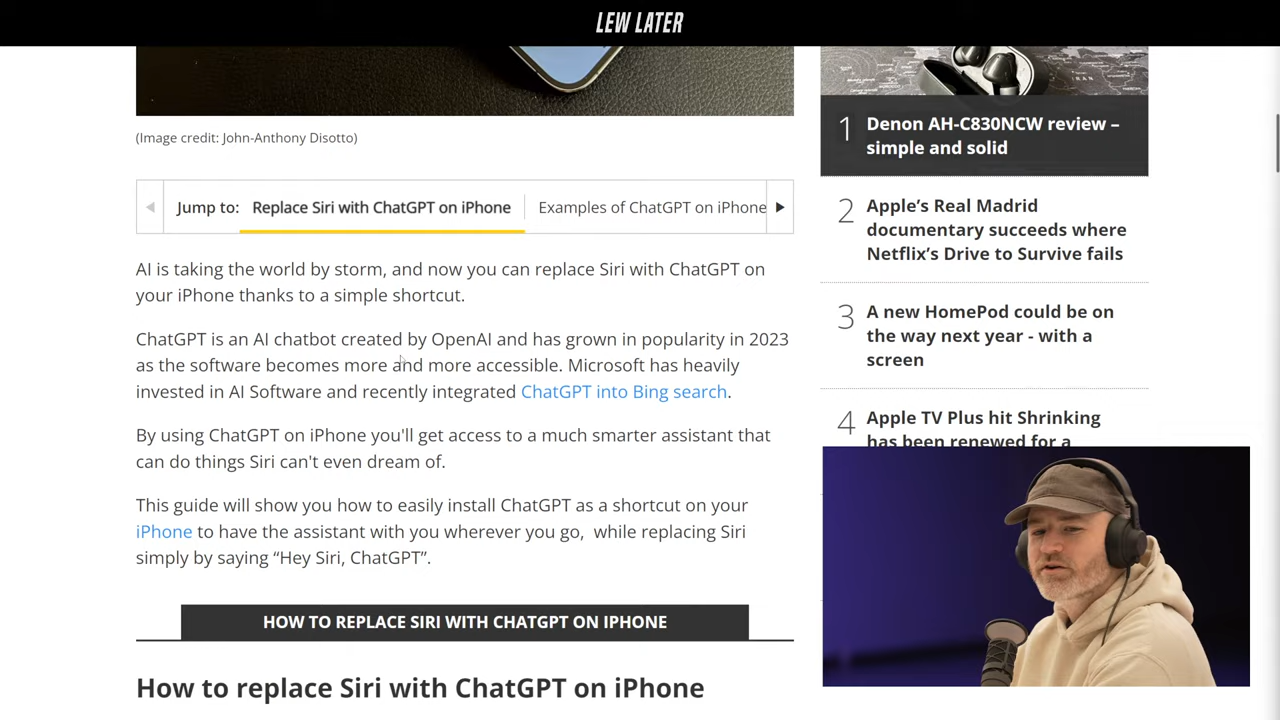 LEW LATER
(Image credit: John-Anthony Disotto)
Jump to: Replace Siri with ChatGPT on iPhone Examples of ChatGPT on iPhone
AI is taking the world by storm, and now you can replace Siri with ChatGPT on
your iPhone thanks to a simple shortcut.
ChatGPT is an AI chatbot created by OpenAI and has grown in popularity in 2023
as the software becomes more and more accessible. Microsoft has heavily
invested in AI Software and recently integrated ChatGPT into Bing search.
By using ChatGPT on iPhone you'll get access to a much smarter assistant that
can do things Siri can't even dream of.
This guide will show you how to easily install ChatGPT as a shortcut on your
iPhone to have the assistant with you wherever you go, while replacing Siri
simply by saying “Hey Siri, ChatGPT”.
HOW TO REPLACE SIRI WITH CHATGPT ON IPHONE
How to replace Siri with ChatGPT on iPhone
1 Denon AH-C830NCW review –
simple and solid
2 Apple’s Real Madrid
documentary succeeds where
Netflix’s Drive to Survive fails
3 A new HomePod could be on
the way next year - with a
screen
4 Apple TV Plus hit Shrinking
has been renewed for a